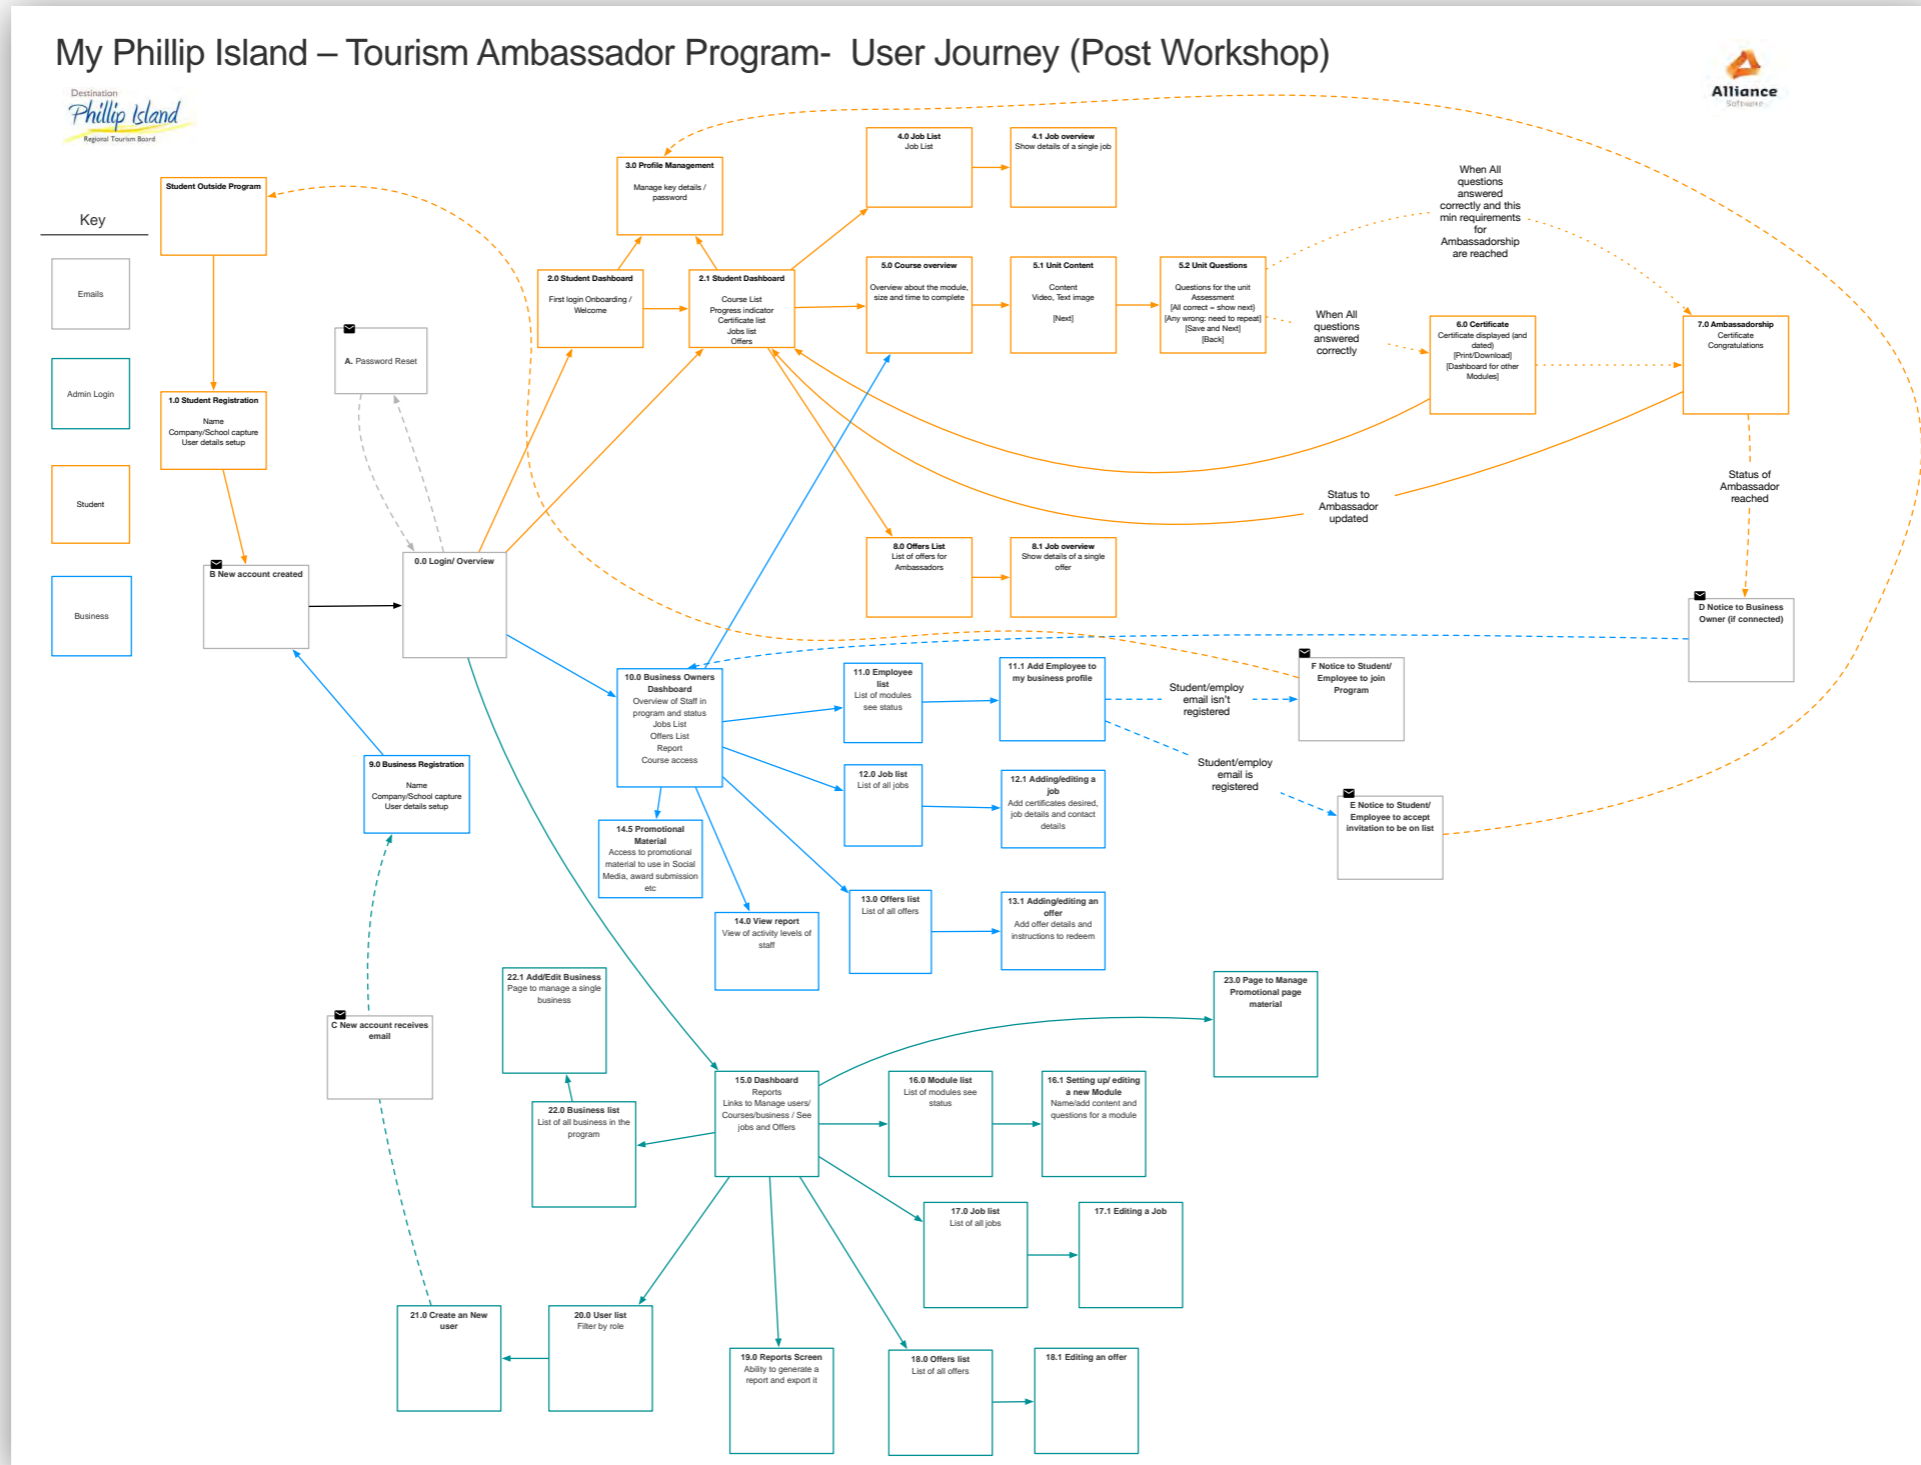 My Phillip Island – Tourism Ambassador Program-  User Journey (Post Workshop)
Destination
Phillip Island
Regional Tourism Board
Alliance
Software
Key
Emails
Admin Login
Student
Business
Student Outside Program
1.0 Student Registration
Name
Company/School capture
User details setup
A. Password Reset
B New account created
0.0 Login/ Overview
3.0 Profile Management
Manage key details /
password
2.0 Student Dashboard
First login Onboarding /
Welcome
2.1 Student Dashboard
Course List
Progress indicator
Certificate list
Jobs list
Offers
4.0 Job List
Job List
4.1 Job overview
Show details of a single job
5.0 Course overview
Overview about the module,
size and time to complete
5.1 Unit Content
Content
Video, Text image
[Next]
5.2 Unit Questions
Questions for the unit
Assessment
[All correct = show next]
[Any wrong: need to repeat]
[Save and Next]
[Back]
When All
questions
answered
correctly and this
min requirements
for
Ambassadorship
are reached
When All
questions
answered
correctly
6.0 Certificate
Certificate displayed (and
dated)
[Print/Download]
[Dashboard for other
Modules]
7.0 Ambassadorship
Certificate
Congratulations
Status to
Ambassador
updated
Status of
Ambassador
reached
8.0 Offers List
List of offers for
Ambassadors
8.1 Job overview
Show details of a single
offer
D Notice to Business
Owner (if connected)
9.0 Business Registration
Name
Company/School capture
User details setup
10.0 Business Owners
Dashboard
Overview of Staff in
program and status
Jobs List
Offers List
Report
Course access
11.0 Employee
list
List of modules
see status
11.1 Add Employee to
my business profile
Student/employ
email isn't
registered
F Notice to Student/
Employee to join
Program
Student/employ
email is
registered
E Notice to Student/
Employee to accept
invitation to be on list
12.0 Job list
List of all jobs
12.1 Adding/editing a
job
Add certificates desired,
job details and contact
details
14.5 Promotional
Material
Access to promotional
material to use in Social
Media, award submission
etc
14.0 View report
View of activity levels of
staff
13.0 Offers list
List of all offers
13.1 Adding/editing an
offer
Add offer details and
instructions to redeem
C New account receives
email
22.1 Add/Edit Business
Page to manage a single
business
22.0 Business list
List of all business in the
program
15.0 Dashboard
Reports
Links to Manage users/
Courses/business / See
jobs and Offers
16.0 Module list
List of modules see
status
16.1 Setting up/ editing
a new Module
Name/add content and
questions for a module
23.0 Page to Manage
Promotional page
material
17.0 Job list
List of all jobs
17.1 Editing a Job
21.0 Create an New
user
20.0 User list
Filter by role
19.0 Reports Screen
Ability to generate a
report and export it
18.0 Offers list
List of all offers
18.1 Editing an offer